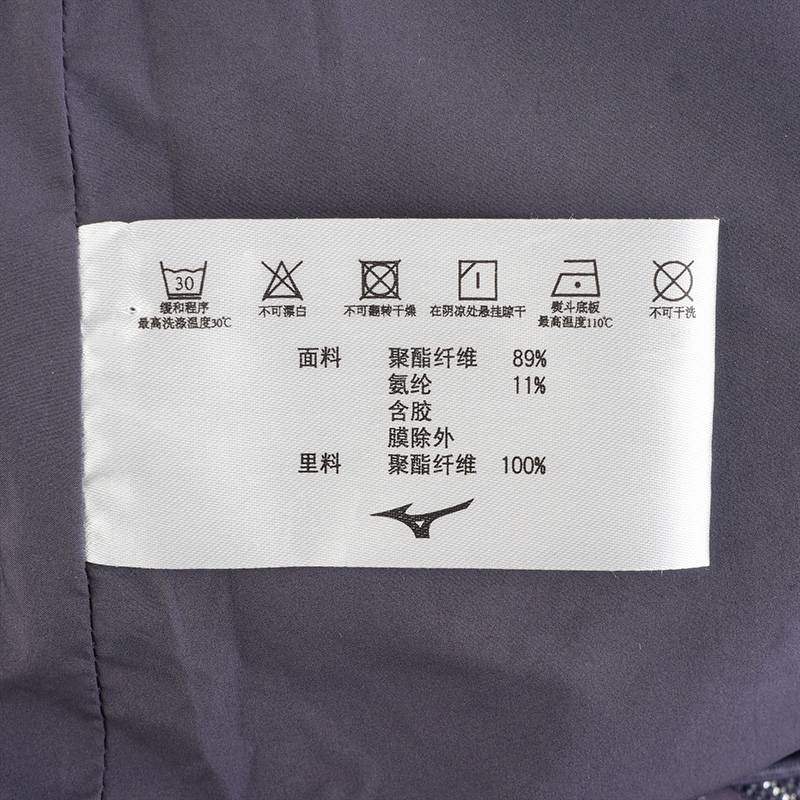 30
缓和程序
最高洗涤温度30℃
不可漂白
不可翻转干燥
在阴凉处悬挂晾干
熨斗底板
最高温度110℃
不可干洗
面料 聚酯纤维 89%
氨纶 11%
含胶
膜除外
里料 聚酯纤维 100%